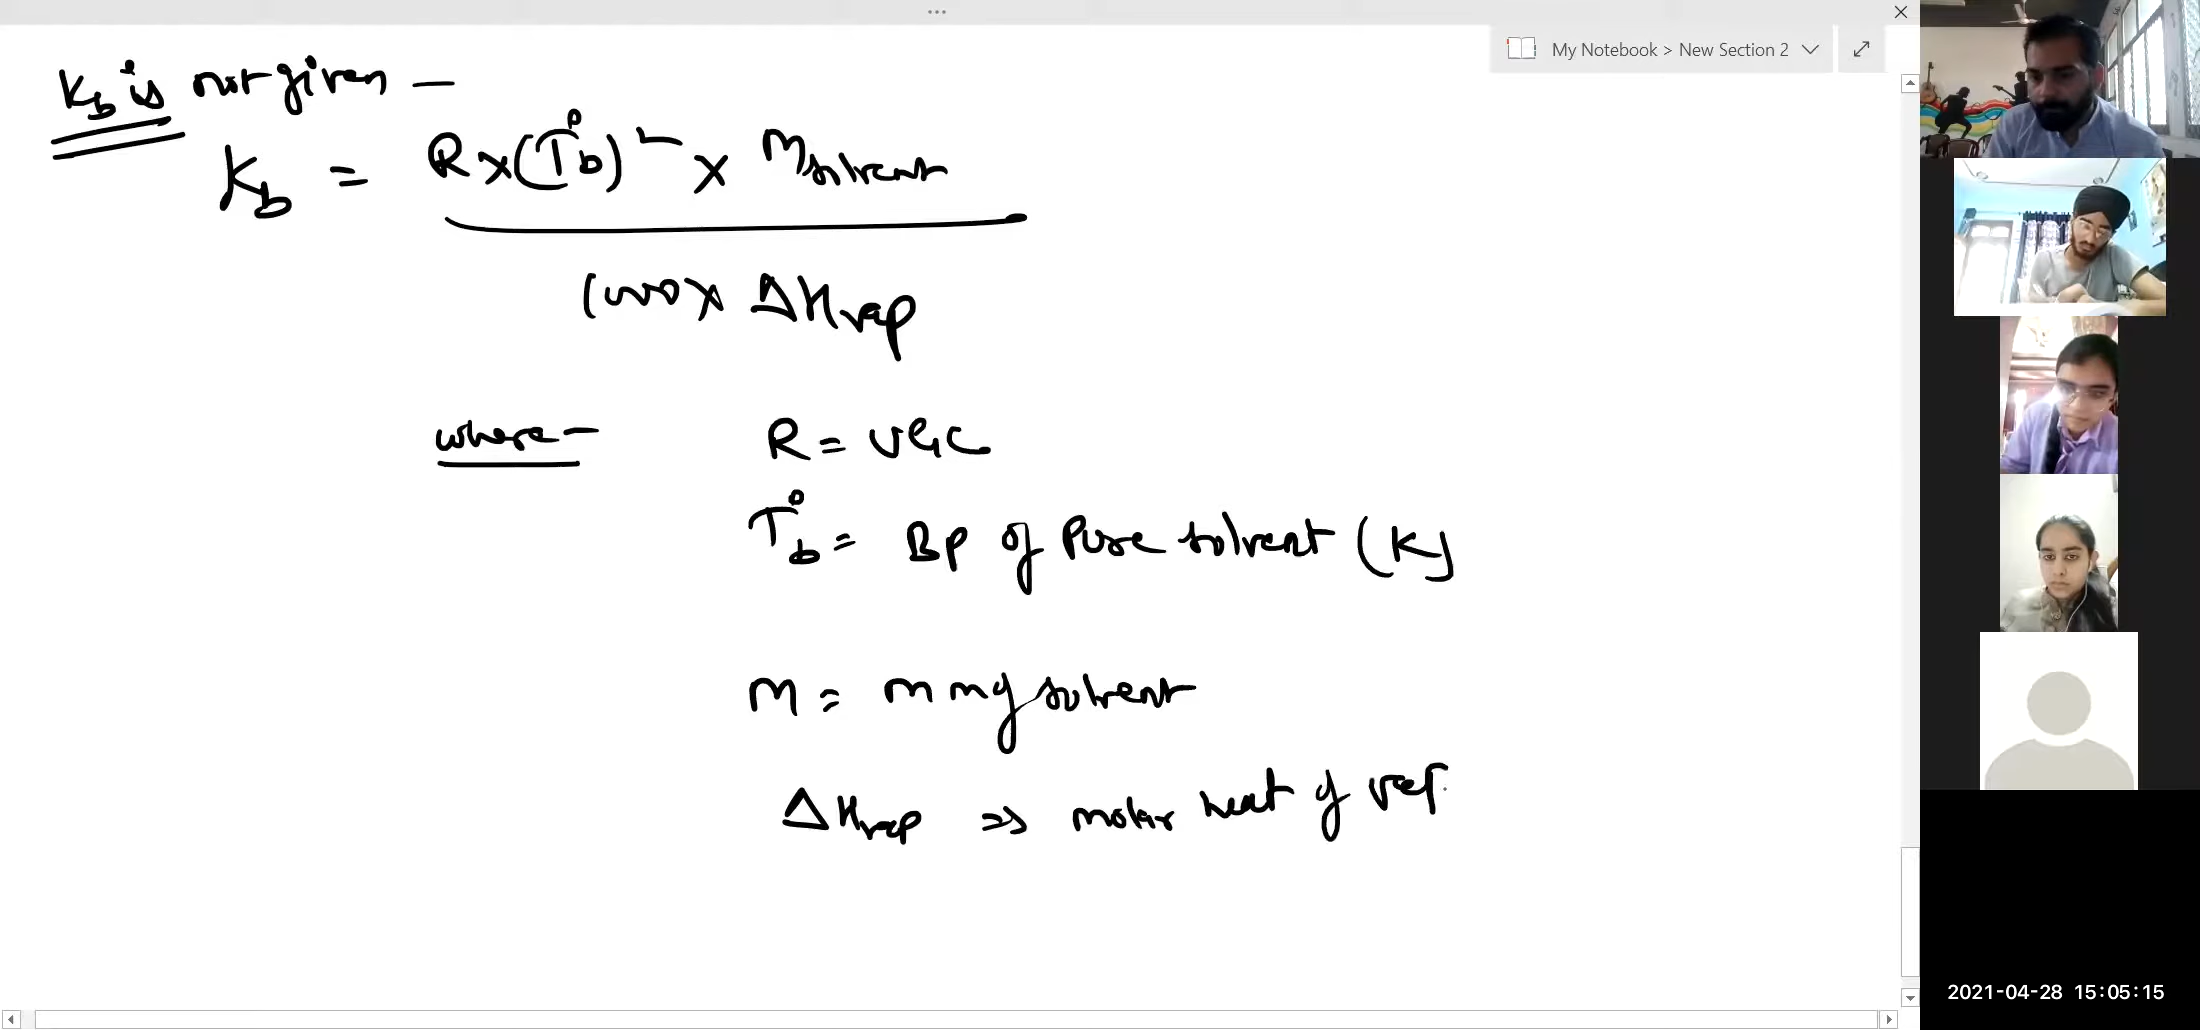 My Notebook > New Section 2
Kb is not given —
Kb = R×(T°b)² × Msolvent
1000 × ΔHvap
where —
R = UGC
T°b = BP of Pure solvent (K)
M = mm of solvent
ΔHvap ⇒ molar heat of vap.
2021-04-28 15:05:15